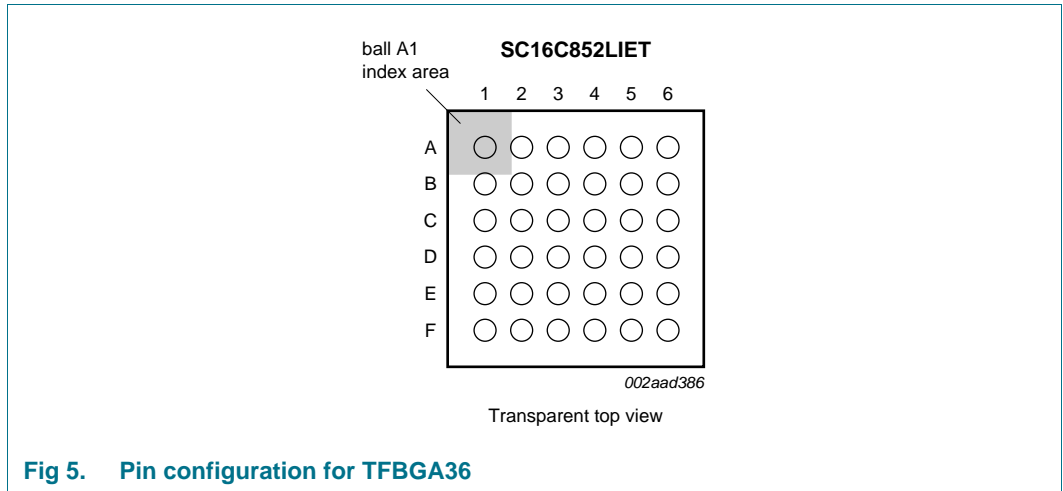 ball A1
index area
SC16C852LIET
1 2 3 4 5 6
A
B
C
D
E
F
002aad386
Transparent top view
Fig 5. Pin configuration for TFBGA36